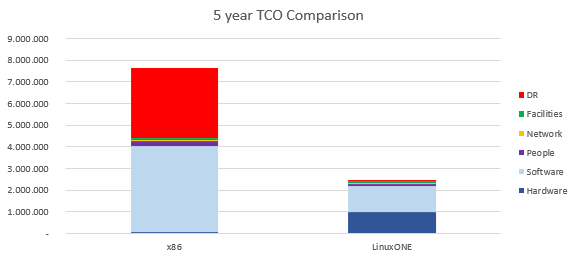 5 year TCO Comparison
9.000.000
8.000.000
7.000.000
6.000.000
5.000.000
4.000.000
3.000.000
2.000.000
1.000.000
-
x86
LinuxONE
DR
Facilities
Network
People
Software
Hardware